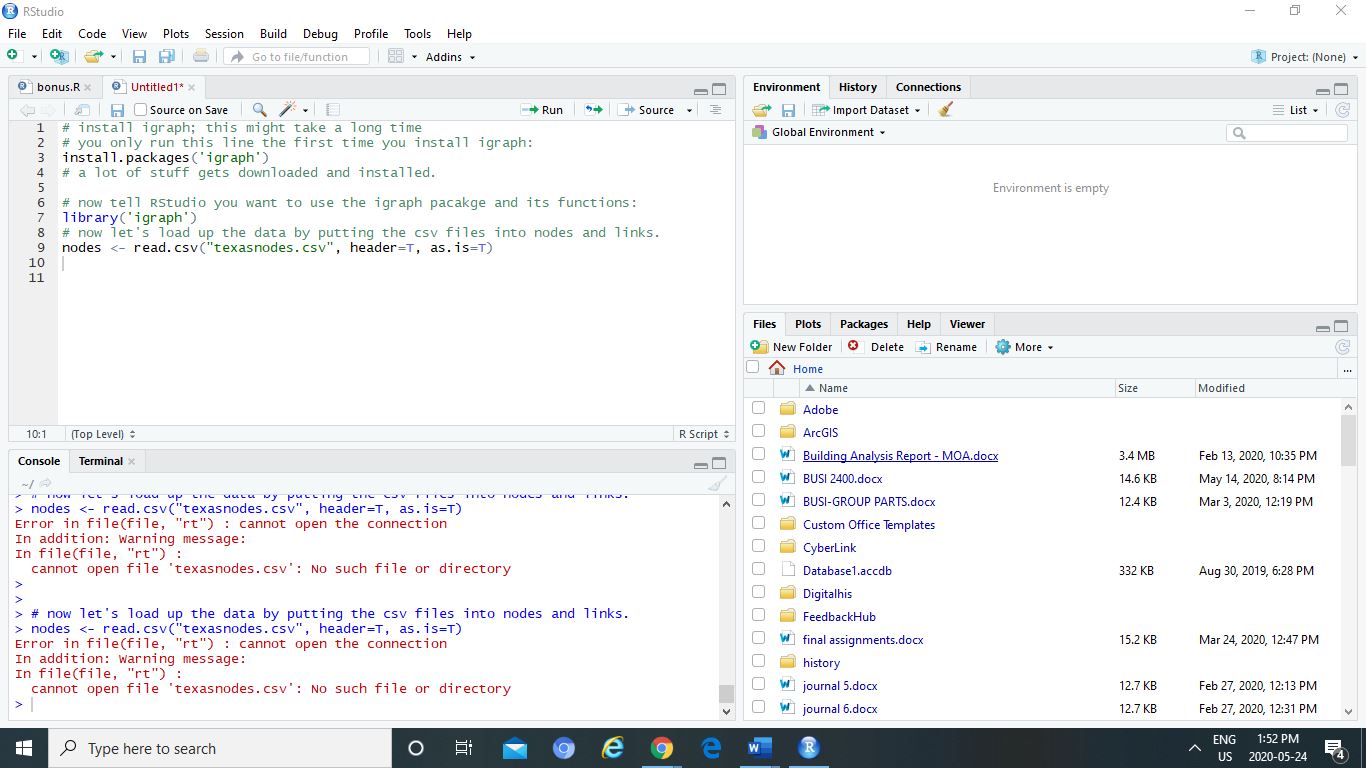 RStudio
File Edit Code View Plots Session Build Debug Profile Tools Help
Go to file/function Addins Project: (None)
bonus.R Untitled1*
Source on Save Run Source
1 # install igraph; this might take a long time
2 # you only run this line the first time you install igraph:
3 install.packages('igraph')
4 # a lot of stuff gets downloaded and installed.
5
6 # now tell RStudio you want to use the igraph pacakge and its functions:
7 library('igraph')
8 # now let's load up the data by putting the csv files into nodes and links.
9 nodes <- read.csv("texasnodes.csv", header=T, as.is=T)
10
11
10:1 (Top Level) R Script
Console Terminal
~/
> # now let's load up the data by putting the csv files into nodes and links.
> nodes <- read.csv("texasnodes.csv", header=T, as.is=T)
Error in file(file, "rt") : cannot open the connection
In addition: Warning message:
In file(file, "rt") :
cannot open file 'texasnodes.csv': No such file or directory
>
>
> # now let's load up the data by putting the csv files into nodes and links.
> nodes <- read.csv("texasnodes.csv", header=T, as.is=T)
Error in file(file, "rt") : cannot open the connection
In addition: Warning message:
In file(file, "rt") :
cannot open file 'texasnodes.csv': No such file or directory
>
Environment History Connections
Import Dataset List
Global Environment
Environment is empty
Files Plots Packages Help Viewer
New Folder Delete Rename More
Home ...
Name Size Modified
Adobe
ArcGIS
Building Analysis Report - MOA.docx 3.4 MB Feb 13, 2020, 10:35 PM
BUSI 2400.docx 14.6 KB May 14, 2020, 8:14 PM
BUSI-GROUP PARTS.docx 12.4 KB Mar 3, 2020, 12:19 PM
Custom Office Templates
CyberLink
Database1.accdb 332 KB Aug 30, 2019, 6:28 PM
Digitalhis
FeedbackHub
final assignments.docx 15.2 KB Mar 24, 2020, 12:47 PM
history
journal 5.docx 12.7 KB Feb 27, 2020, 12:13 PM
journal 6.docx 12.7 KB Feb 27, 2020, 12:31 PM
Type here to search
ENG US
1:52 PM
2020-05-24
4